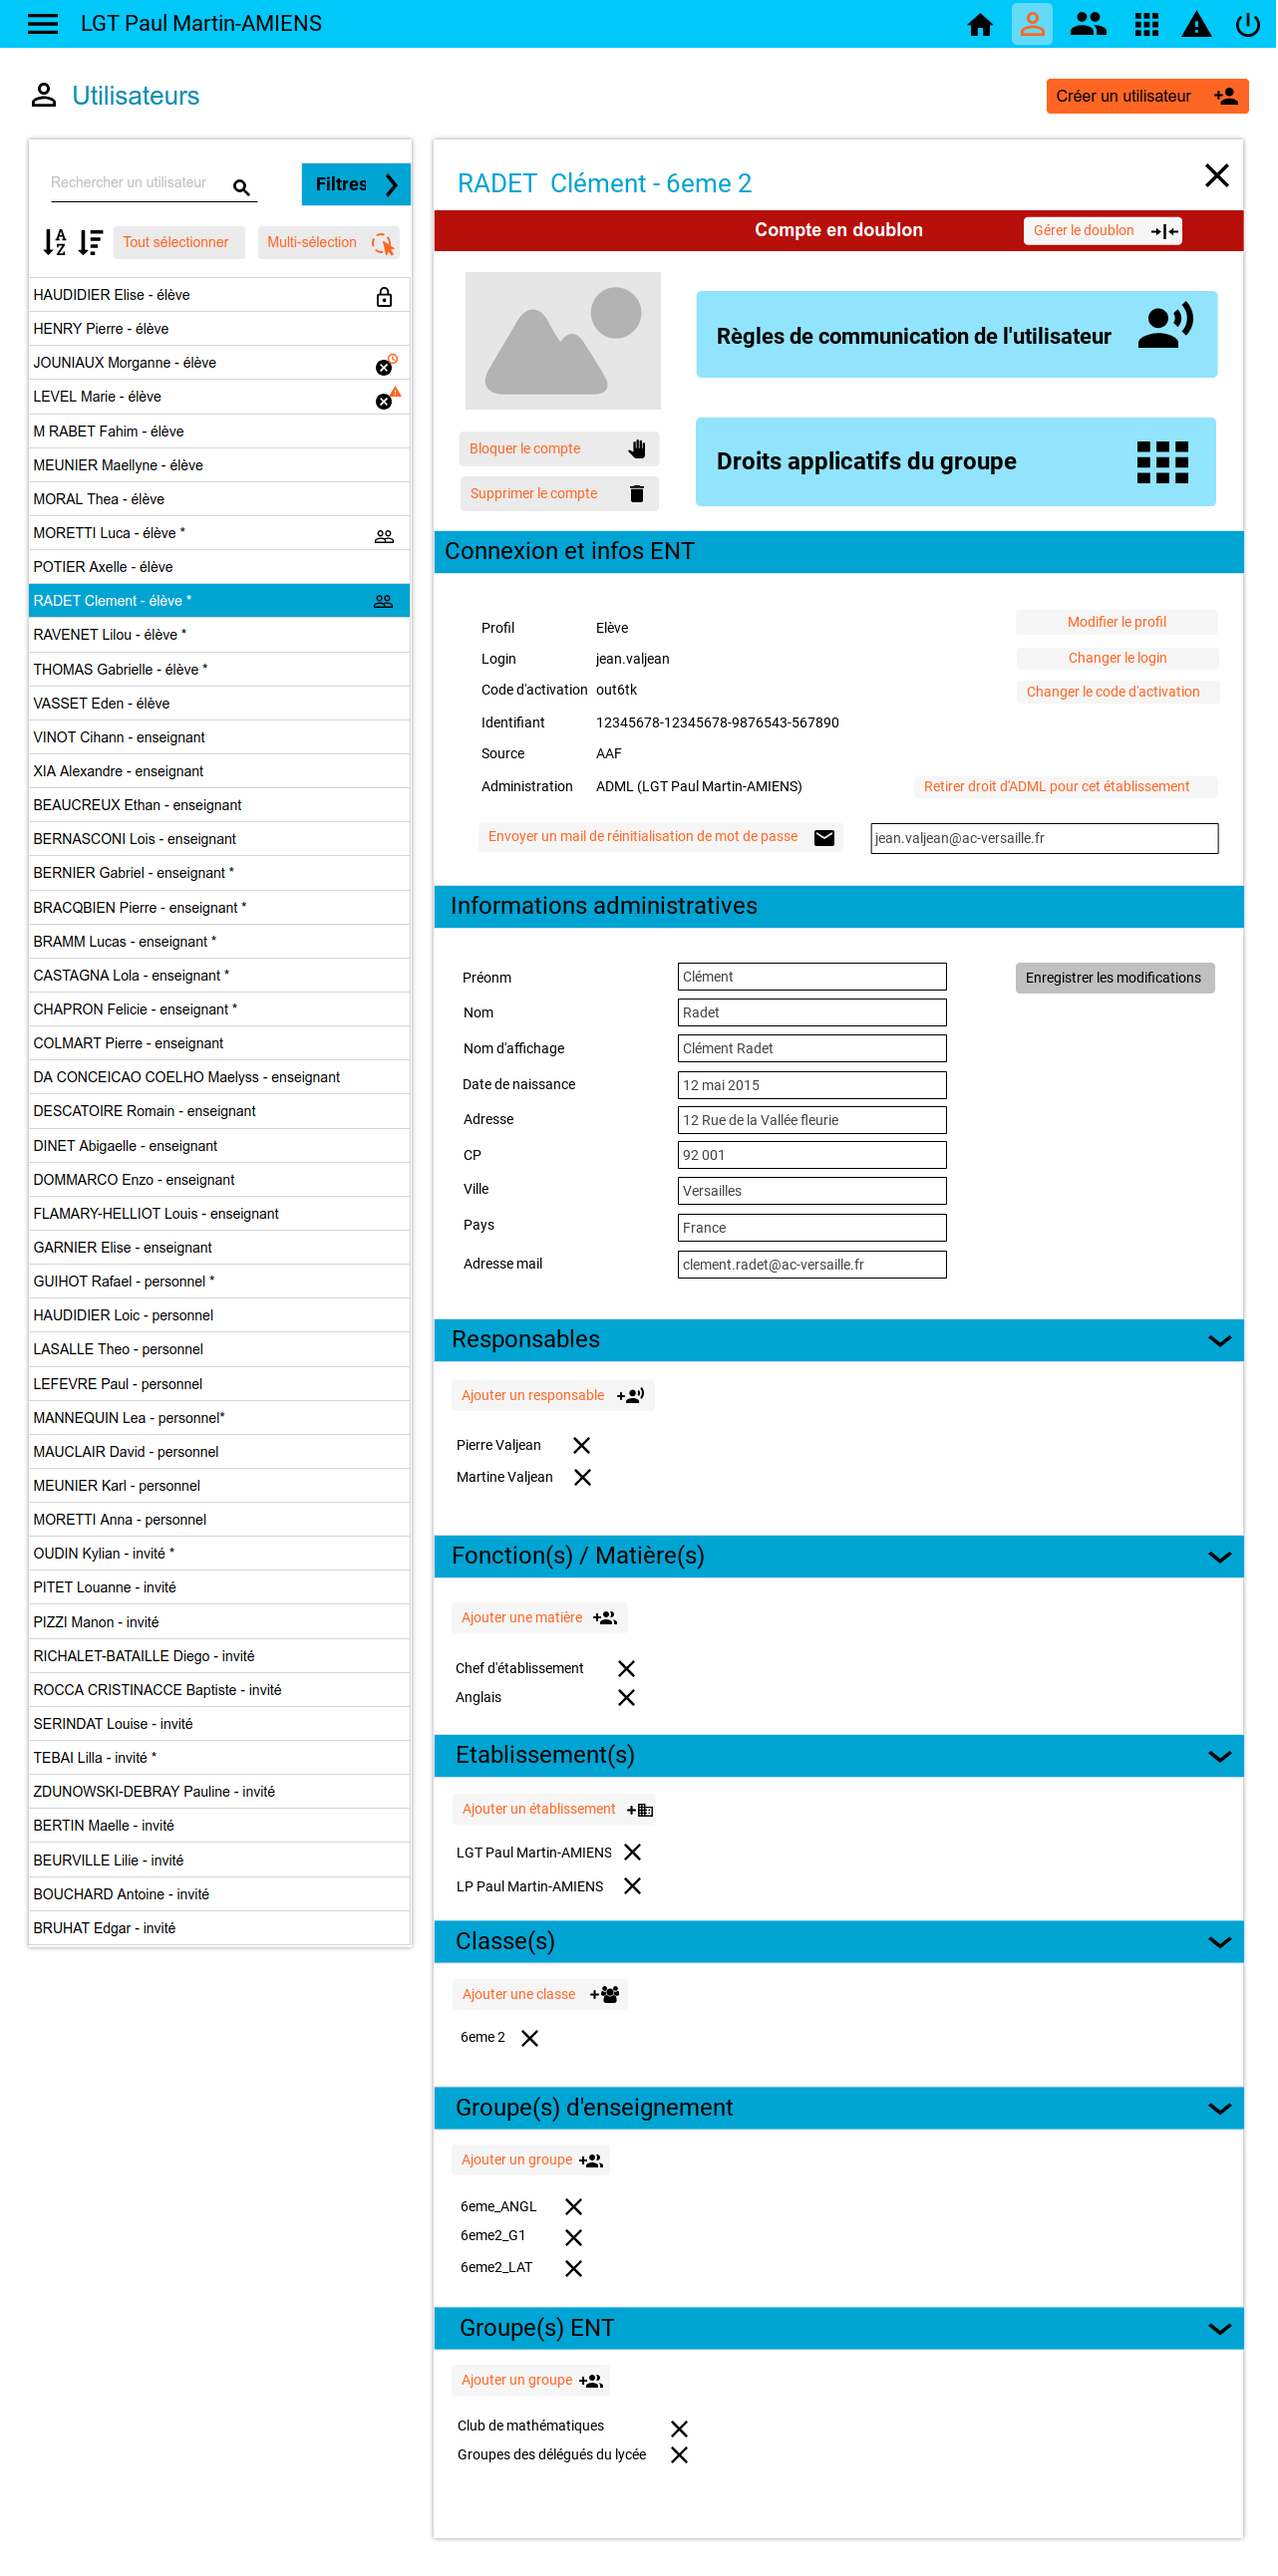 LGT Paul Martin-AMIENS
Utilisateurs
Créer un utilisateur
Rechercher un utilisateur
Filtres
Tout sélectionner
Multi-sélection
HAUDIDIER Elise - élève
HENRY Pierre - élève
JOUNIAUX Morganne - élève
LEVEL Marie - élève
M RABET Fahim - élève
MEUNIER Maellyne - élève
MORAL Thea - élève
MORETTI Luca - élève *
POTIER Axelle - élève
RADET Clement - élève *
RAVENET Lilou - élève *
THOMAS Gabrielle - élève *
VASSET Eden - élève
VINOT Cihann - enseignant
XIA Alexandre - enseignant
BEAUCREUX Ethan - enseignant
BERNASCONI Lois - enseignant
BERNIER Gabriel - enseignant *
BRACQBIEN Pierre - enseignant *
BRAMM Lucas - enseignant *
CASTAGNA Lola - enseignant *
CHAPRON Felicie - enseignant *
COLMART Pierre - enseignant
DA CONCEICAO COELHO Maelyss - enseignant
DESCATOIRE Romain - enseignant
DINET Abigaelle - enseignant
DOMMARCO Enzo - enseignant
FLAMARY-HELLIOT Louis - enseignant
GARNIER Elise - enseignant
GUIHOT Rafael - personnel *
HAUDIDIER Loic - personnel
LASALLE Theo - personnel
LEFEVRE Paul - personnel
MANNEQUIN Lea - personnel*
MAUCLAIR David - personnel
MEUNIER Karl - personnel
MORETTI Anna - personnel
OUDIN Kylian - invité *
PITET Louanne - invité
PIZZI Manon - invité
RICHALET-BATAILLE Diego - invité
ROCCA CRISTINACCE Baptiste - invité
SERINDAT Louise - invité
TEBAI Lilla - invité *
ZDUNOWSKI-DEBRAY Pauline - invité
BERTIN Maelle - invité
BEURVILLE Lilie - invité
BOUCHARD Antoine - invité
BRUHAT Edgar - invité
RADET  Clément - 6eme 2
Compte en doublon
Gérer le doublon
Règles de communication de l'utilisateur
Bloquer le compte
Supprimer le compte
Droits applicatifs du groupe
Connexion et infos ENT
Profil Elève Modifier le profil
Login jean.valjean Changer le login
Code d'activation out6tk Changer le code d'activation
Identifiant 12345678-12345678-9876543-567890
Source AAF
Administration ADML (LGT Paul Martin-AMIENS) Retirer droit d'ADML pour cet établissement
Envoyer un mail de réinitialisation de mot de passe jean.valjean@ac-versaille.fr
Informations administratives
Préonm Clément Enregistrer les modifications
Nom Radet
Nom d'affichage Clément Radet
Date de naissance 12 mai 2015
Adresse 12 Rue de la Vallée fleurie
CP 92 001
Ville Versailles
Pays France
Adresse mail clement.radet@ac-versaille.fr
Responsables
Ajouter un responsable
Pierre Valjean
Martine Valjean
Fonction(s) / Matière(s)
Ajouter une matière
Chef d'établissement
Anglais
Etablissement(s)
Ajouter un établissement
LGT Paul Martin-AMIENS
LP Paul Martin-AMIENS
Classe(s)
Ajouter une classe
6eme 2
Groupe(s) d'enseignement
Ajouter un groupe
6eme_ANGL
6eme2_G1
6eme2_LAT
Groupe(s) ENT
Ajouter un groupe
Club de mathématiques
Groupes des délégués du lycée